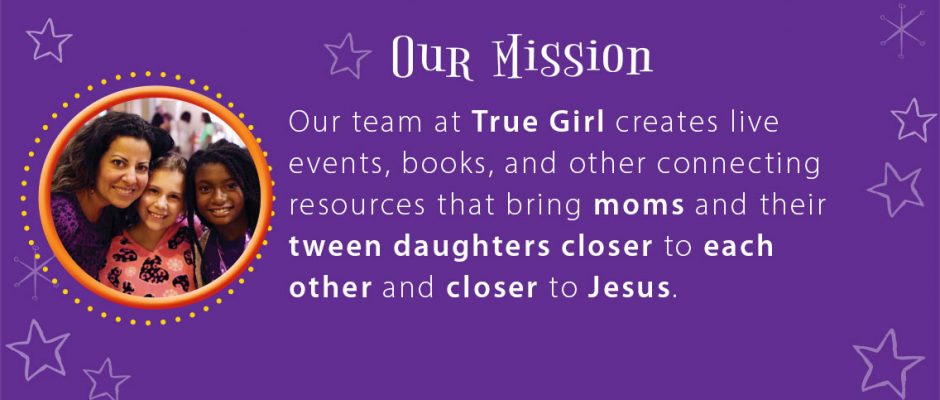 Our Mission
Our team at True Girl creates live
events, books, and other connecting
resources that bring moms and their
tween daughters closer to each
other and closer to Jesus.